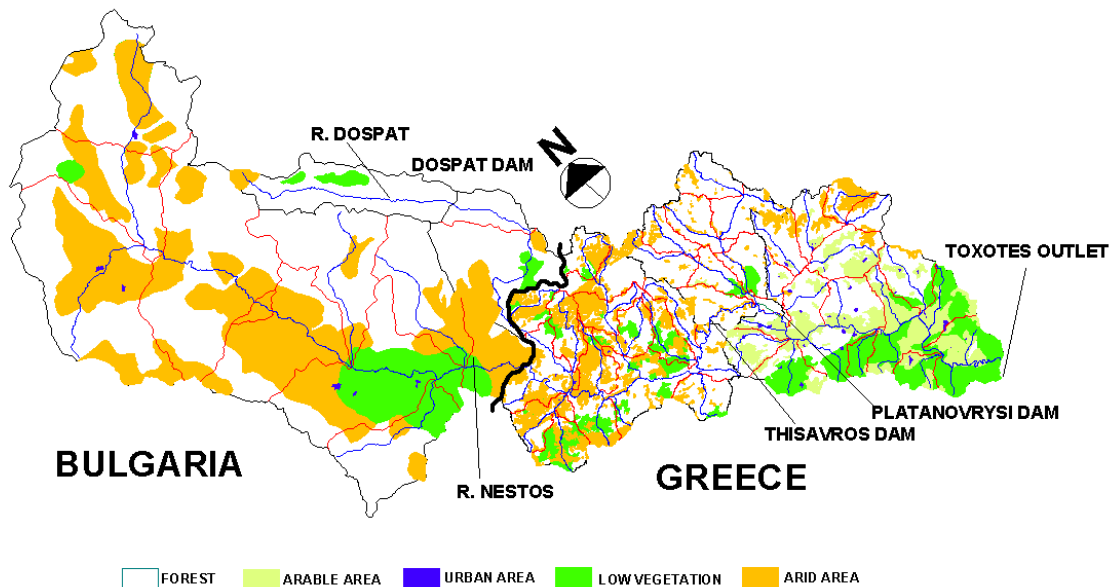 N
R. DOSPAT
DOSPAT DAM
TOXOTES OUTLET
PLATANOVRYSI DAM
THISAVROS DAM
BULGARIA
GREECE
R. NESTOS
FOREST
ARABLE AREA
URBAN AREA
LOW VEGETATION
ARID AREA